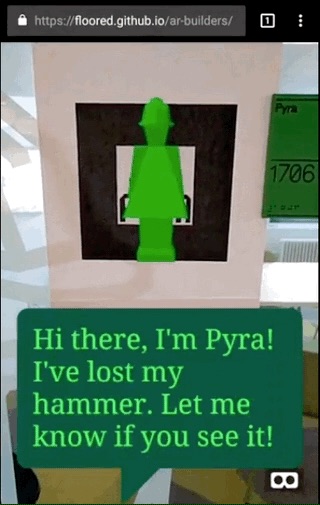 https://floored.github.io/ar-builders/
1
Pyra
1706
Hi there, I'm Pyra!
I've lost my
hammer. Let me
know if you see it!